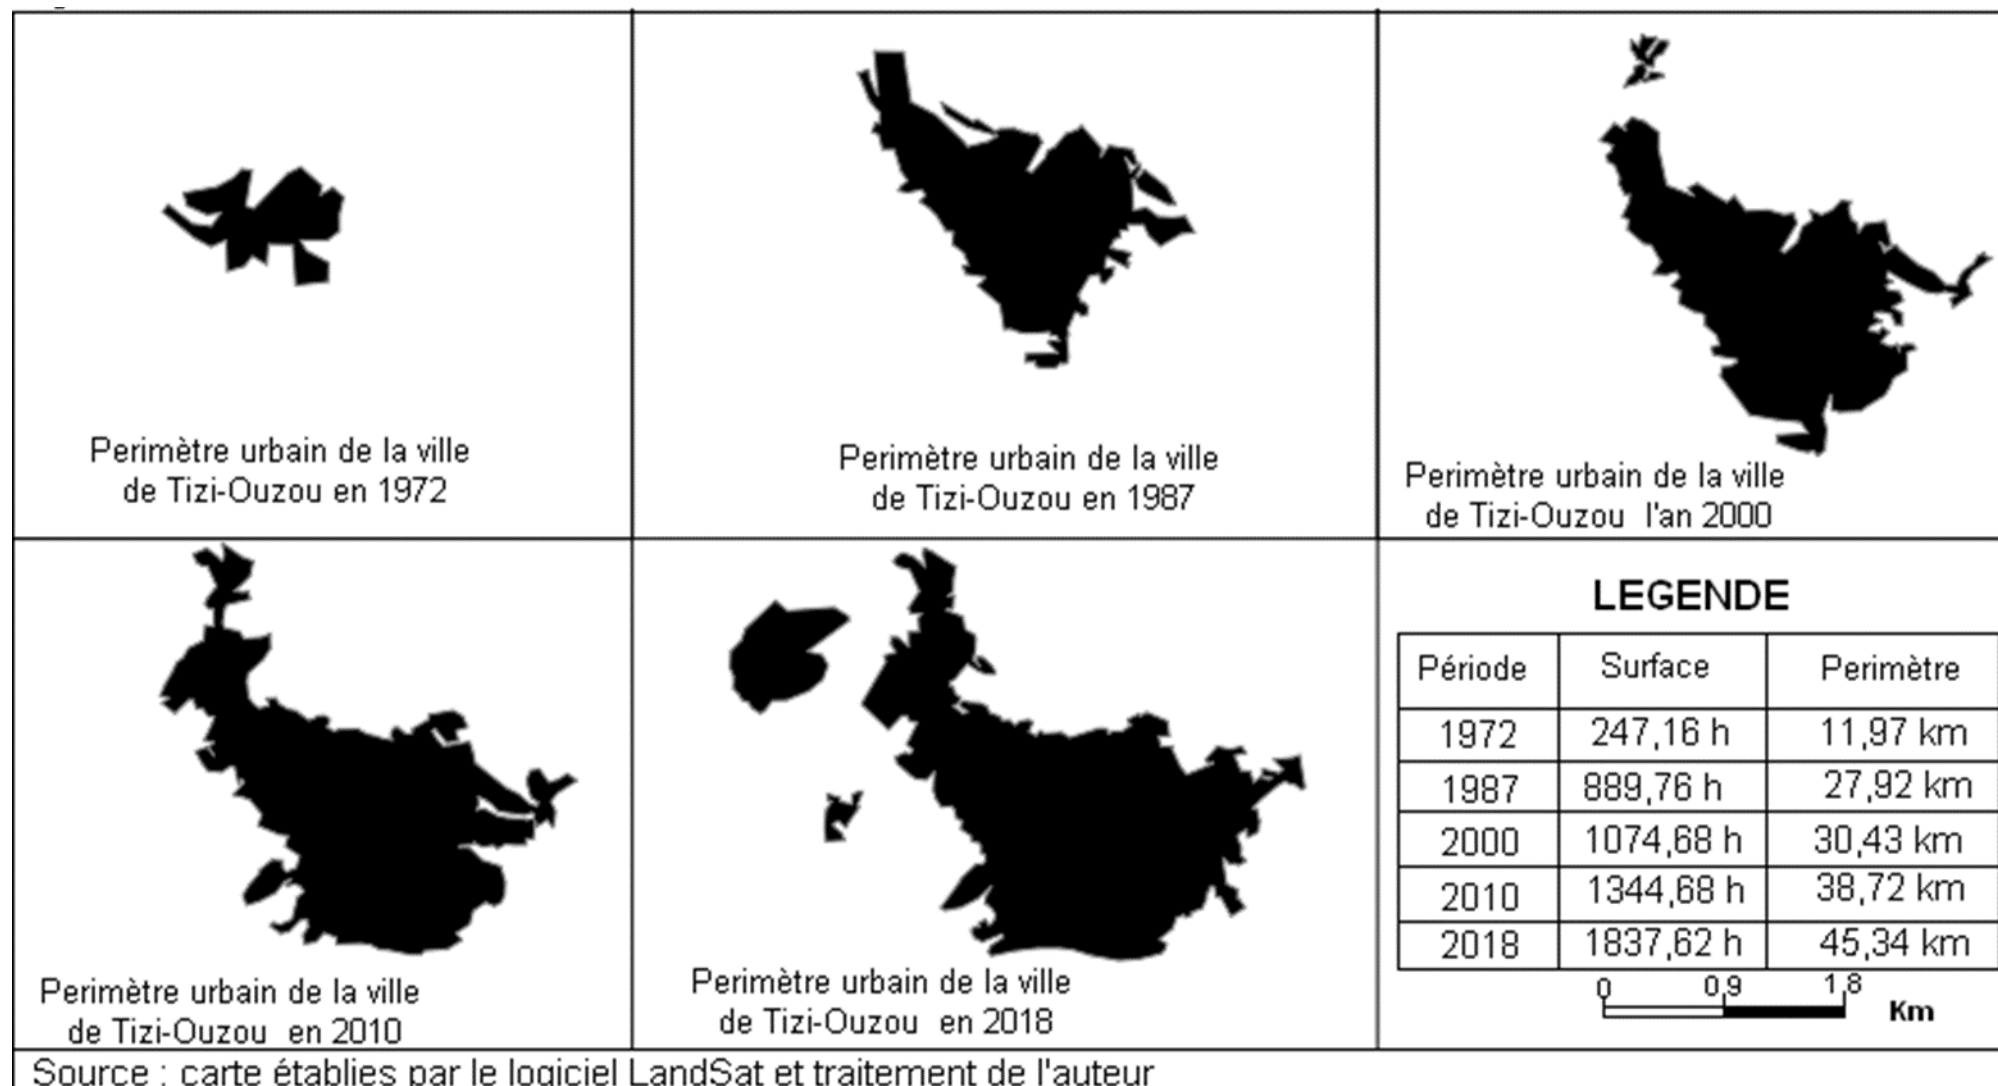 Perimètre urbain de la ville
de Tizi-Ouzou en 1972
Perimètre urbain de la ville
de Tizi-Ouzou en 1987
Perimètre urbain de la ville
de Tizi-Ouzou l'an 2000
Perimètre urbain de la ville
de Tizi-Ouzou en 2010
Perimètre urbain de la ville
de Tizi-Ouzou en 2018
LEGENDE
Période Surface Perimètre
1972 247,16 h 11,97 km
1987 889,76 h 27,92 km
2000 1074,68 h 30,43 km
2010 1344,68 h 38,72 km
2018 1837,62 h 45,34 km
0 0,9 1,8
Km
Source : carte établies par le logiciel LandSat et traitement de l'auteur